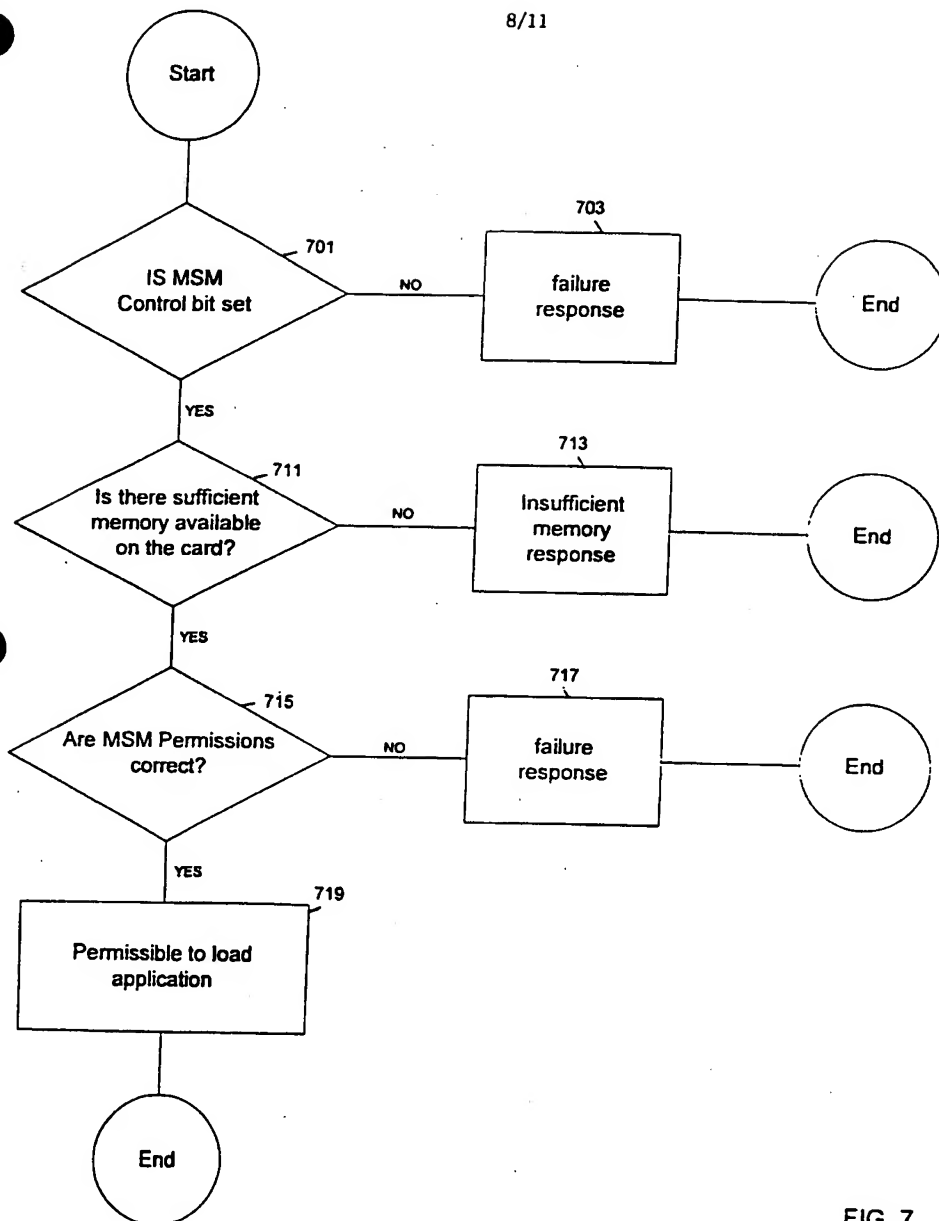 8/11
Start
701
IS MSM
Control bit set
NO
703
failure
response
End
YES
711
Is there sufficient
memory available
on the card?
NO
713
Insufficient
memory
response
End
YES
715
Are MSM Permissions
correct?
NO
717
failure
response
End
YES
719
Permissible to load
application
End
FIG. 7